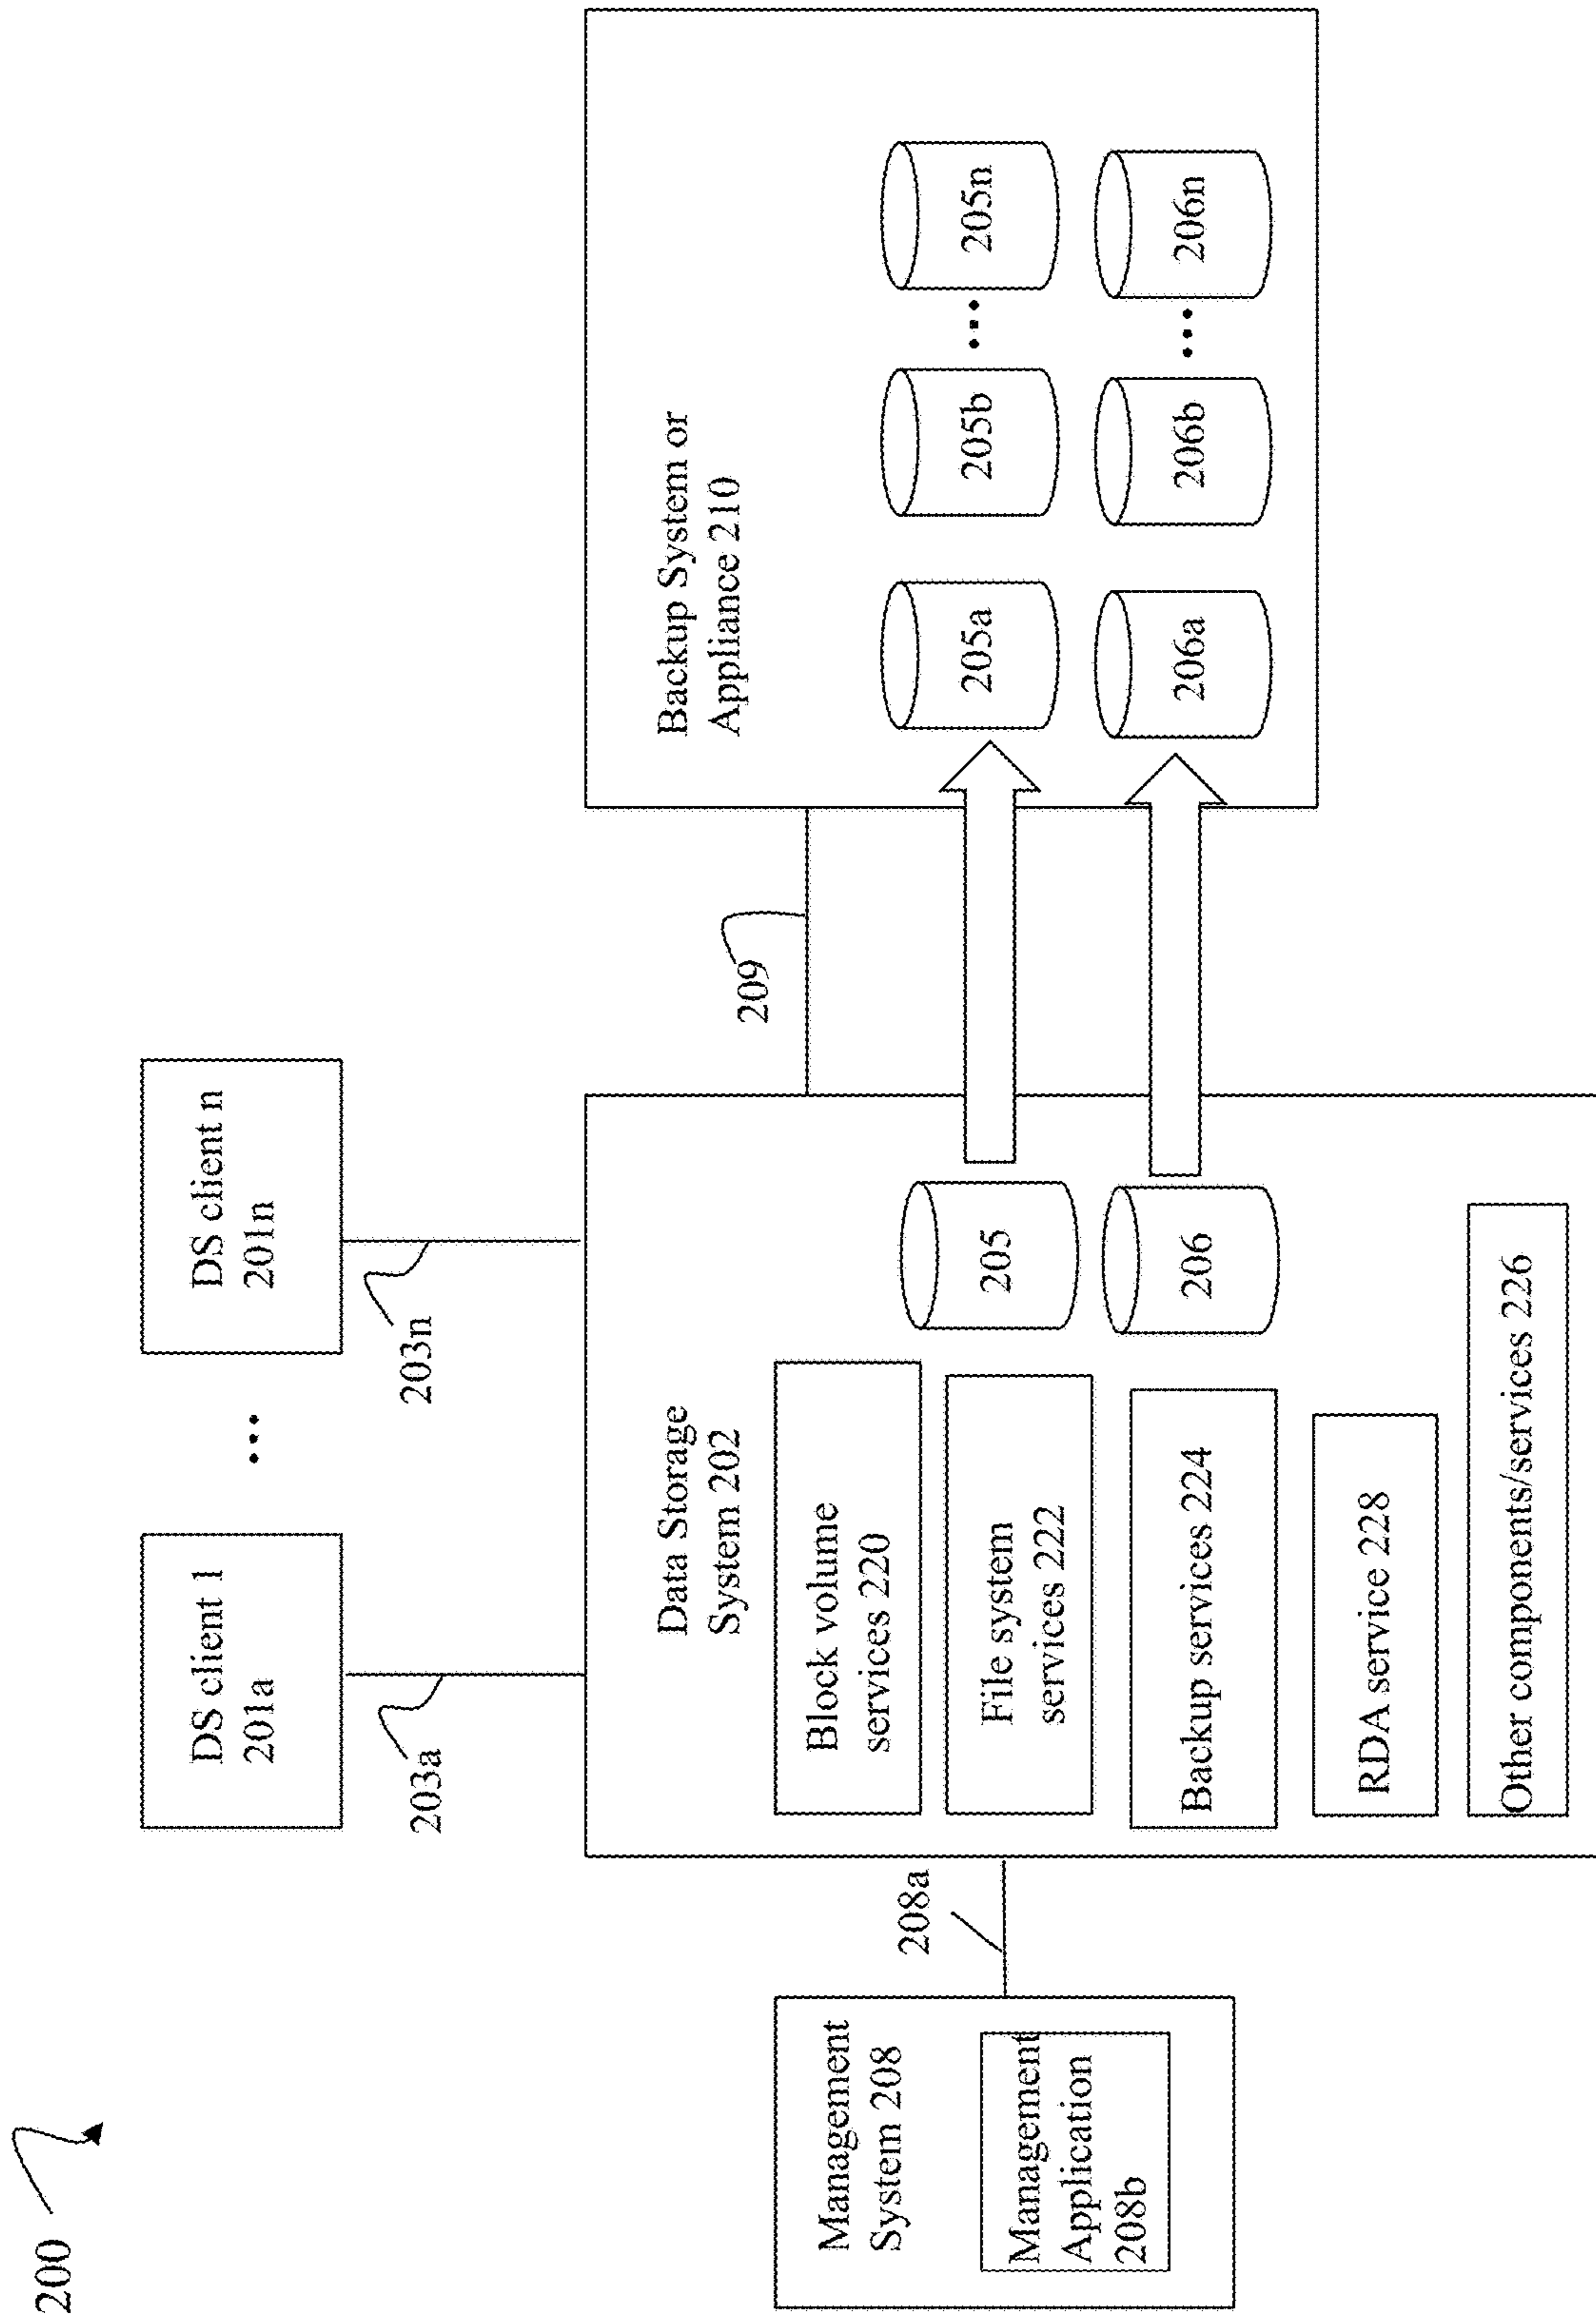 200
DS client 1
201a
...
DS client n
201n
203a
203n
Management
System 208
Management
Application
208b
208a
Data Storage
System 202
Block volume
services 220
File system
services 222
Backup services 224
RDA service 228
Other components/services 226
205
206
209
Backup System or
Appliance 210
205a
205b
...
205n
206a
206b
...
206n